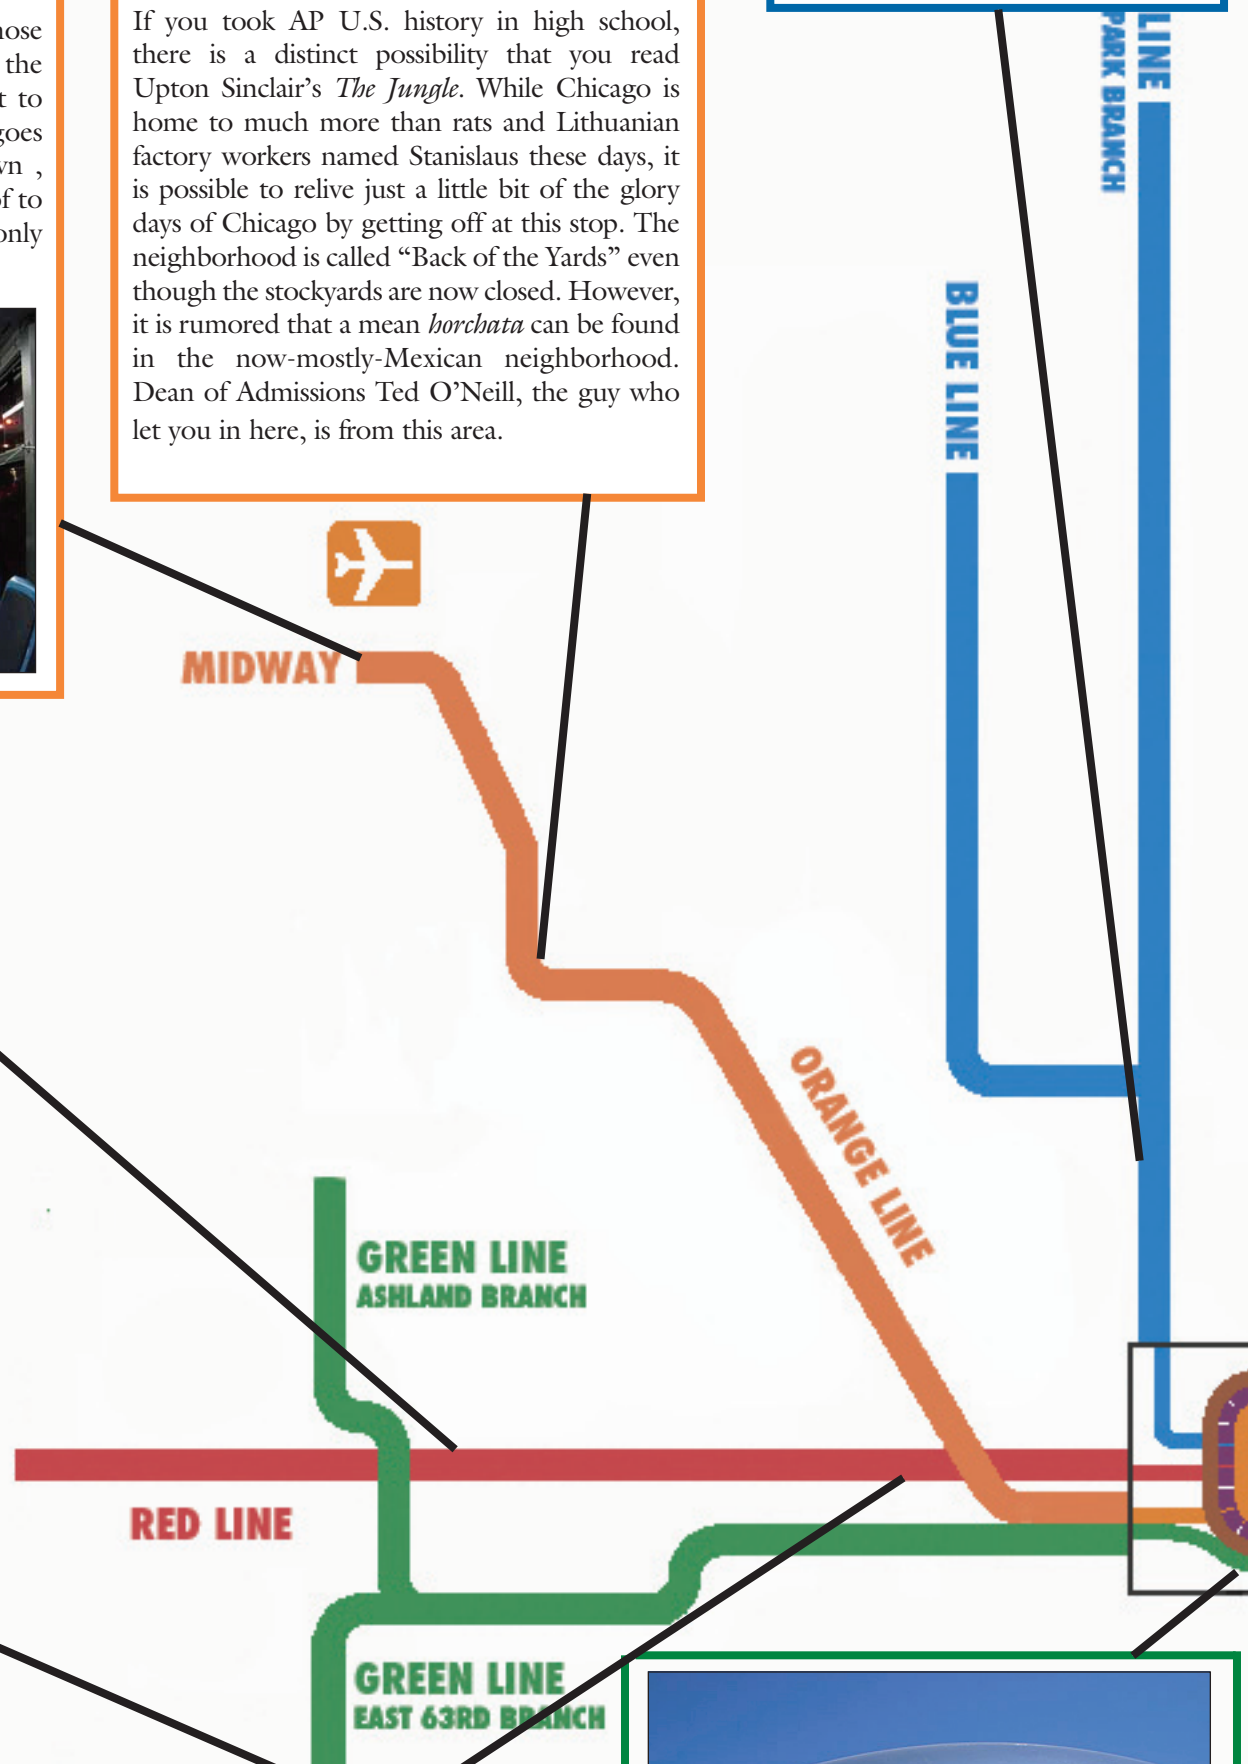 hose
the
t to
goes
vn ,
of to
only
If you took AP U.S. history in high school,
there is a distinct possibility that you read
Upton Sinclair’s The Jungle. While Chicago is
home to much more than rats and Lithuanian
factory workers named Stanislaus these days, it
is possible to relive just a little bit of the glory
days of Chicago by getting off at this stop. The
neighborhood is called “Back of the Yards” even
though the stockyards are now closed. However,
it is rumored that a mean horchata can be found
in the now-mostly-Mexican neighborhood.
Dean of Admissions Ted O’Neill, the guy who
let you in here, is from this area.
LINE
PARK BRANCH
BLUE LINE
MIDWAY
ORANGE LINE
GREEN LINE
ASHLAND BRANCH
RED LINE
GREEN LINE
EAST 63RD BRANCH